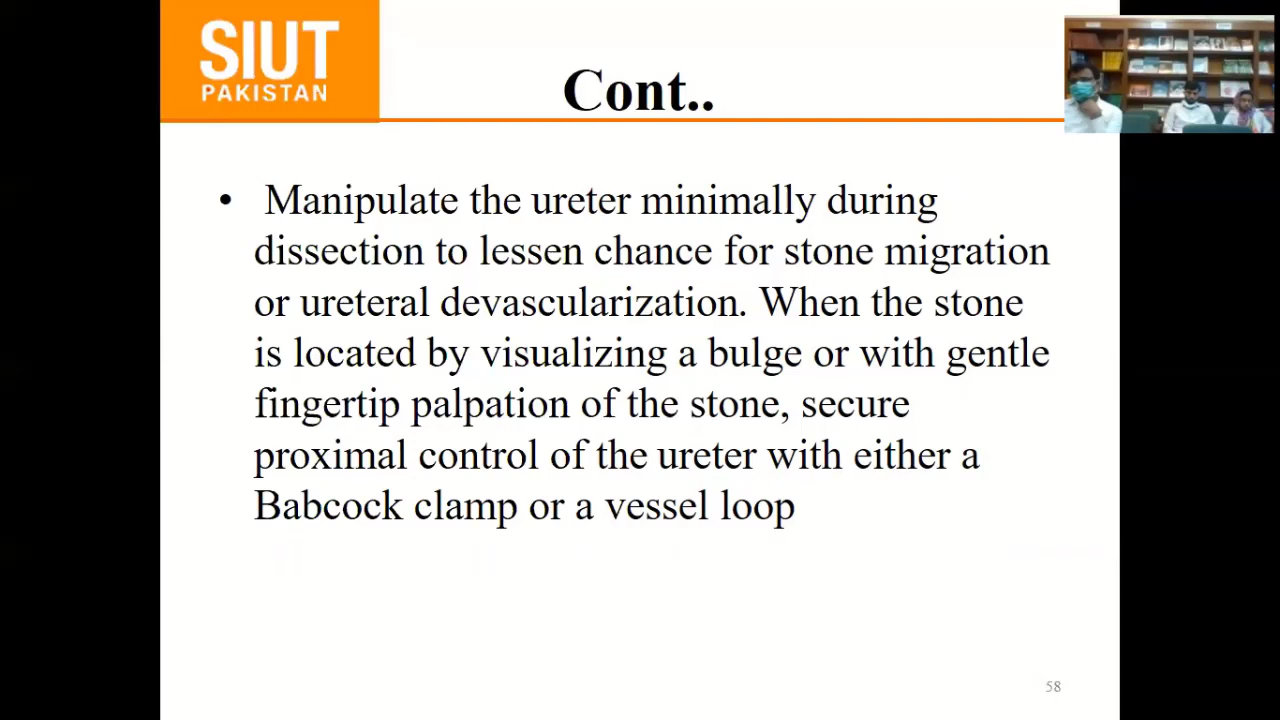 SIUT
PAKISTAN
Cont..
• Manipulate the ureter minimally during
dissection to lessen chance for stone migration
or ureteral devascularization. When the stone
is located by visualizing a bulge or with gentle
fingertip palpation of the stone, secure
proximal control of the ureter with either a
Babcock clamp or a vessel loop
58